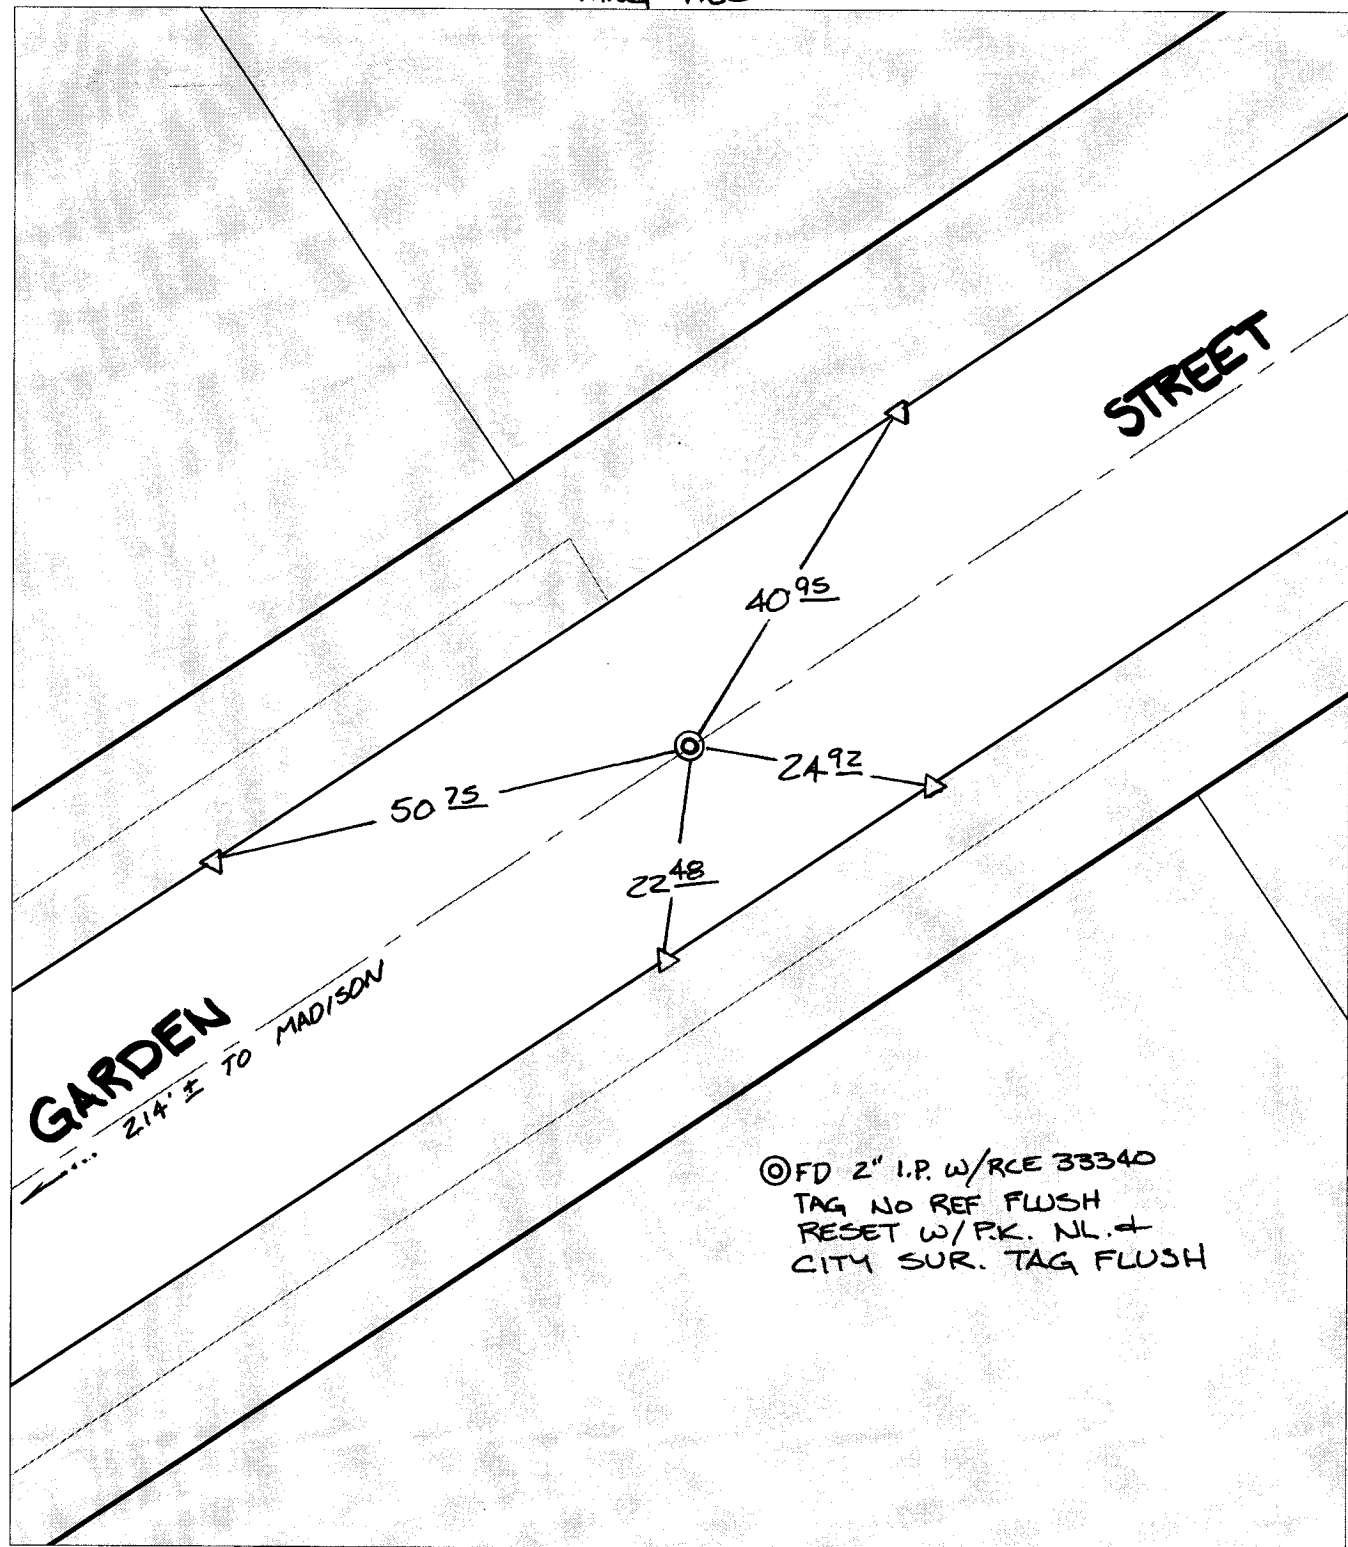 STREET
40 95
24 92
50 75
22 48
GARDEN
214' ± TO MADISON
FD 2" I.P. W/RCE 33340
TAG NO REF FLUSH
RESET W/ P.K. NL. &
CITY SUR. TAG FLUSH